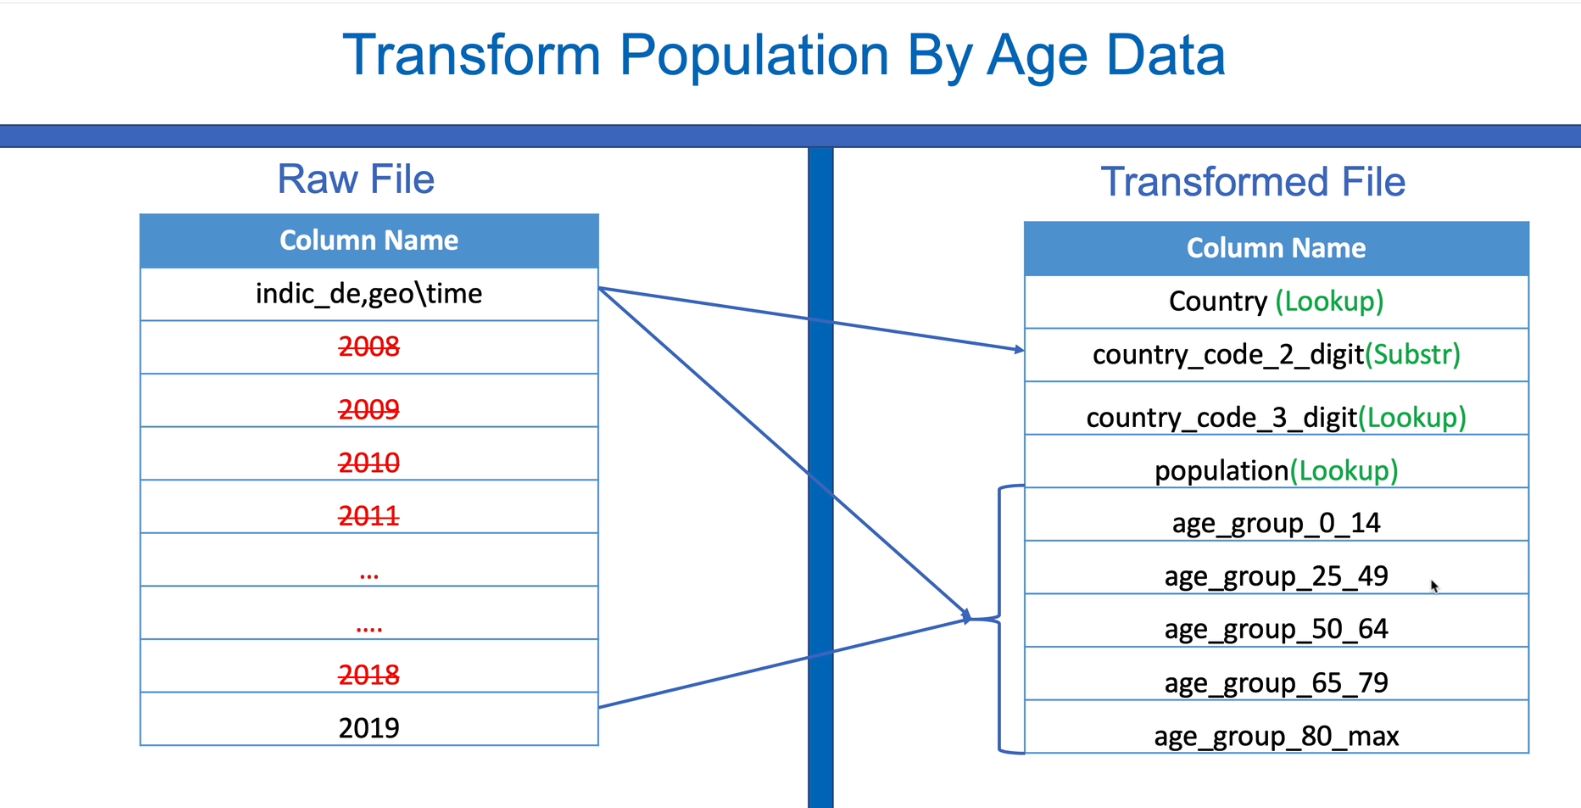 Transform Population By Age Data
Raw File
Column Name
indic_de,geo\time
2008
2009
2010
2011
...
....
2018
2019
Transformed File
Column Name
Country (Lookup)
country_code_2_digit(Substr)
country_code_3_digit(Lookup)
population(Lookup)
age_group_0_14
age_group_25_49
age_group_50_64
age_group_65_79
age_group_80_max